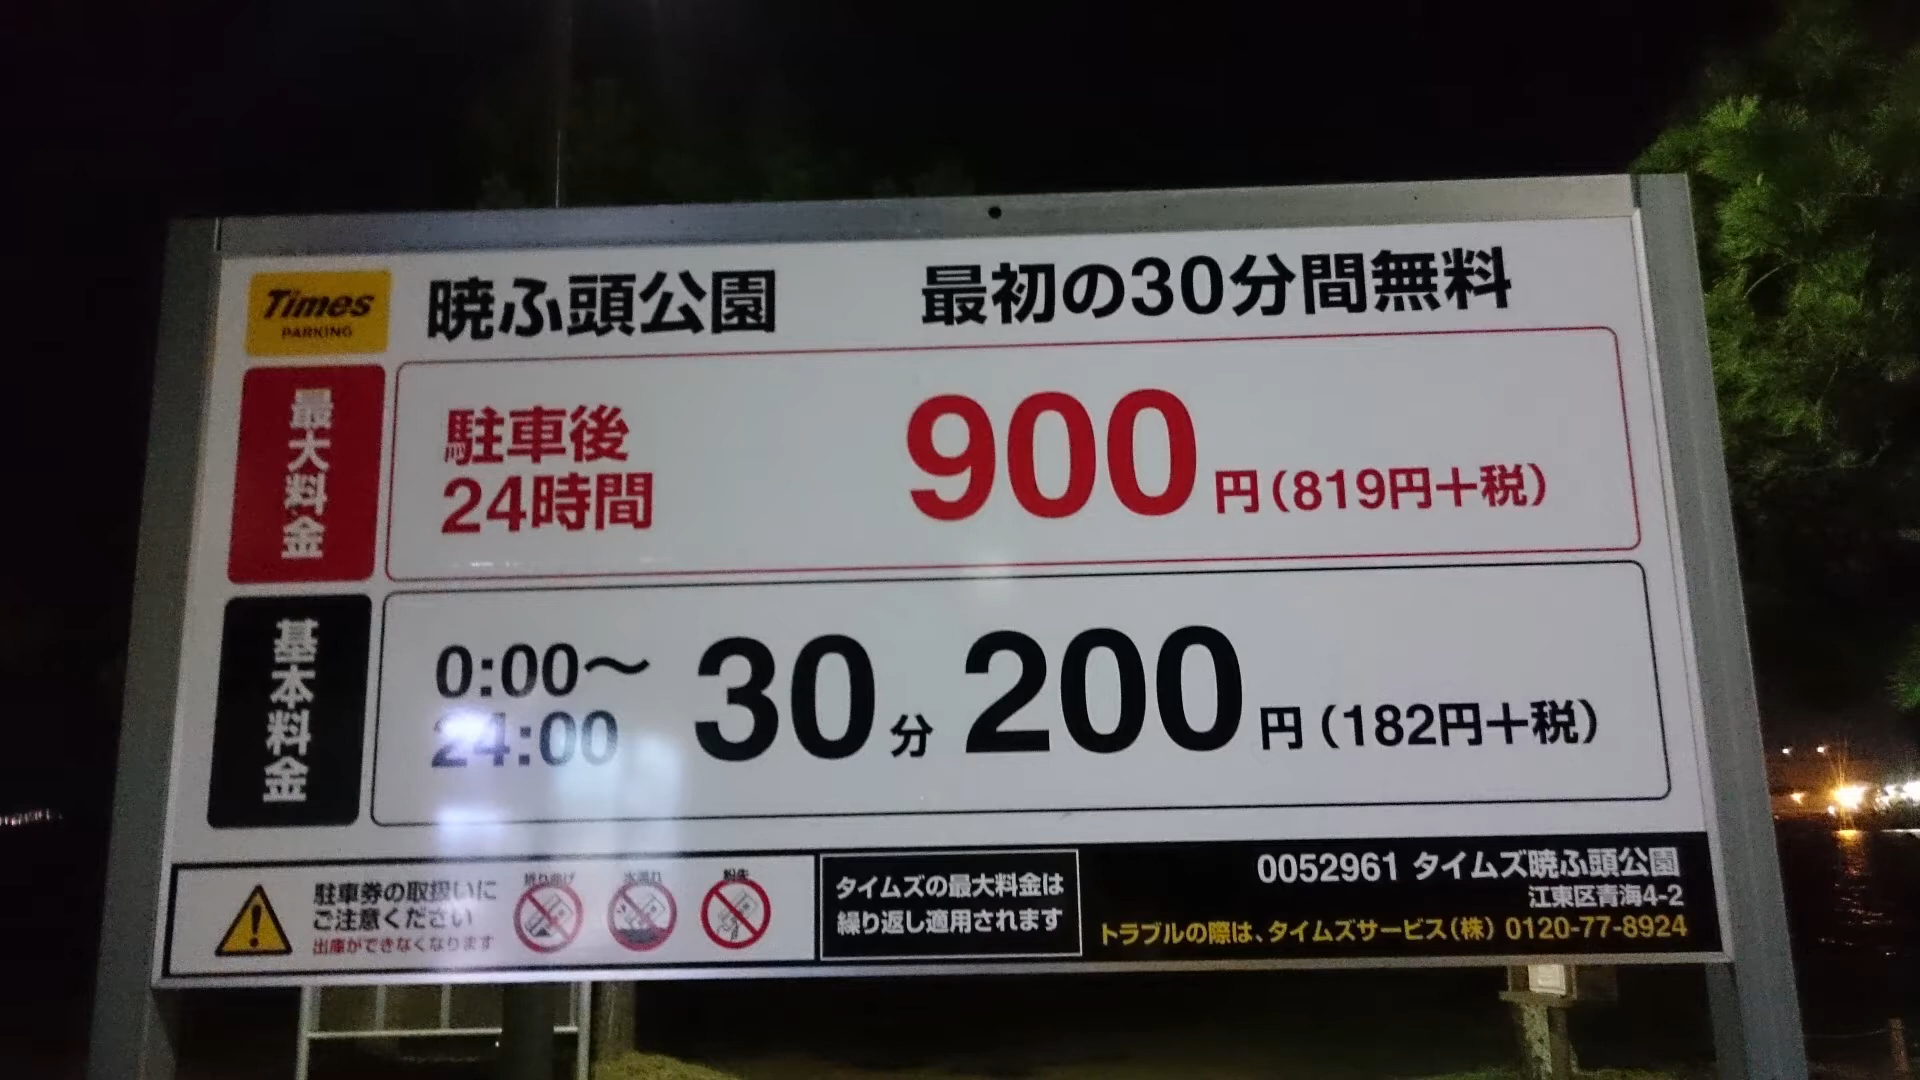 Times
PARKING
暁ふ頭公園
最初の30分間無料
最大料金
駐車後
24時間
900円(819円+税)
基本料金
0:00〜
24:00
30分 200円(182円+税)
駐車券の取扱いに
ご注意ください
出庫ができなくなります
折り曲げ
水濡れ
紛失
タイムズの最大料金は
繰り返し適用されます
0052961 タイムズ暁ふ頭公園
江東区青海4-2
トラブルの際は、タイムズサービス(株) 0120-77-8924